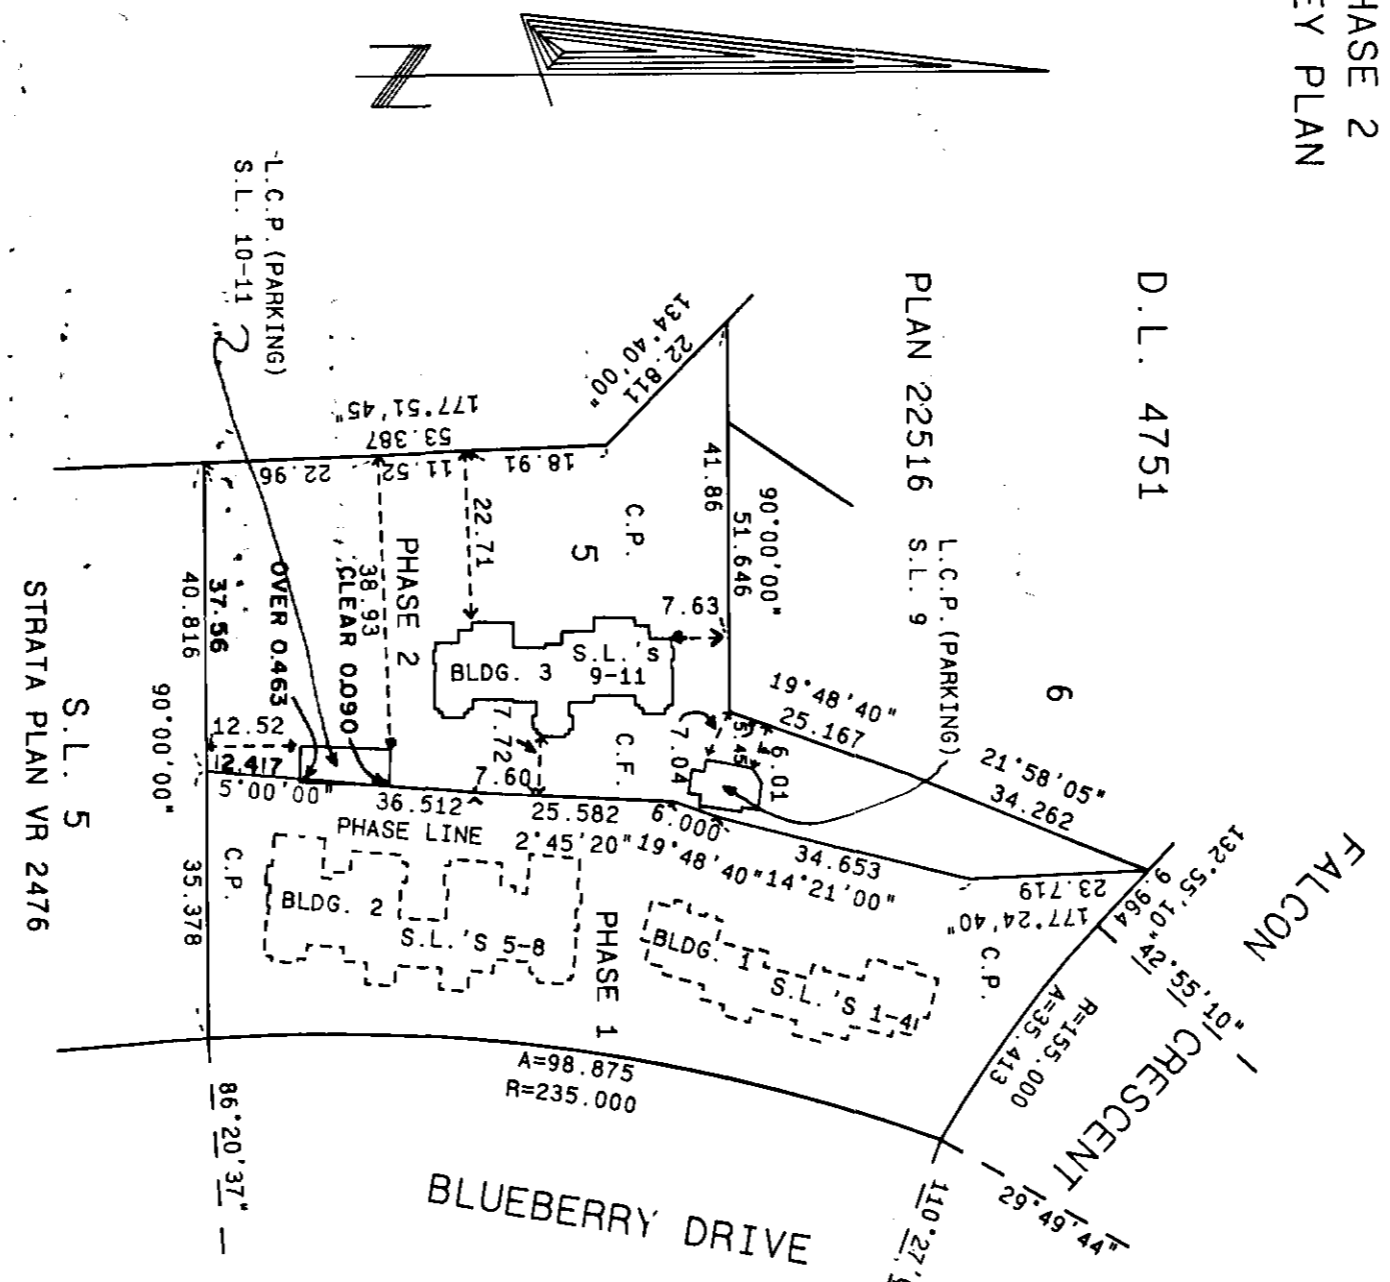 HASE 2
EY PLAN
N
L.C.P.(PARKING)
S.L. 10-11
D.L. 4751
PLAN 22516
L.C.P.(PARKING)
S.L. 9
6
134°40'00"
22.811
177°51'45"
53.387
22.96
11.52
18.91
41.86
90°00'00"
51.646
22.71
C.P.
5
PHASE 2
38.93
CLEAR 0.090
OVER 0.463
37.56
40.816
7.63
BLDG. 3
S.L.'S
9-11
19°48'40"
25.167
21°58'05"
34.262
5.45
6.01
7.04
7.72
7.60
12.52
12.417
5°00'00"
90°00'00"
36.512
25.582
6.000
34.653
23.719
177°24'40"
PHASE LINE
2°45'20"
19°48'40"
14°21'00"
132°55'10"
9.964
42°55'10"
FALCON CRESCENT
R=155.000
A=35.413
C.P.
C.P.
35.378
BLDG. 2
S.L.'S 5-8
PHASE 1
BLDG. 1
S.L.'S 1-4
S.L. 5
STRATA PLAN VR 2476
A=98.875
R=235.000
86°20'37"
BLUEBERRY DRIVE
29°49'44"
110°27'